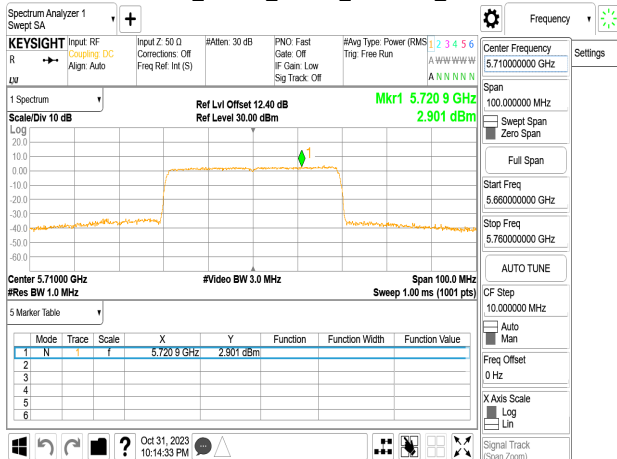 Spectrum Analyzer 1
Swept SA
Frequency
Settings
KEYSIGHT
R
Input: RF
Coupling: DC
Align: Auto
Input Z: 50 Ω
Corrections: Off
Freq Ref: Int (S)
#Atten: 30 dB
PNO: Fast
Gate: Off
IF Gain: Low
Sig Track: Off
#Avg Type: Power (RMS
Trig: Free Run
1 2 3 4 5 6
A W W W W W
A N N N N N
LXI
1 Spectrum
Scale/Div 10 dB
Ref Lvl Offset 12.40 dB
Ref Level 30.00 dBm
Mkr1 5.720 9 GHz
2.901 dBm
Log
20.0
10.0
0.00
-10.0
-20.0
-30.0
-40.0
-50.0
-60.0
1
Center 5.71000 GHz
#Res BW 1.0 MHz
#Video BW 3.0 MHz
Span 100.0 MHz
Sweep 1.00 ms (1001 pts)
5 Marker Table
Mode Trace Scale X Y Function Function Width Function Value
1 N 1 f 5.720 9 GHz 2.901 dBm
2
3
4
5
6
Oct 31, 2023
10:14:33 PM
Center Frequency
5.710000000 GHz
Span
100.000000 MHz
Swept Span
Zero Span
Full Span
Start Freq
5.660000000 GHz
Stop Freq
5.760000000 GHz
AUTO TUNE
CF Step
10.000000 MHz
Auto
Man
Freq Offset
0 Hz
X Axis Scale
Log
Lin
Signal Track
(Span Zoom)